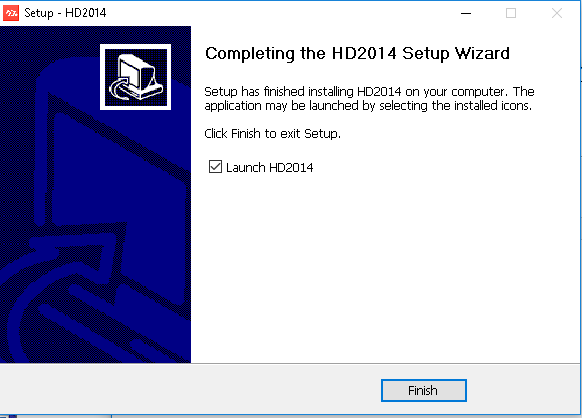 Setup - HD2014
Completing the HD2014 Setup Wizard
Setup has finished installing HD2014 on your computer. The
application may be launched by selecting the installed icons.
Click Finish to exit Setup.
Launch HD2014
Finish